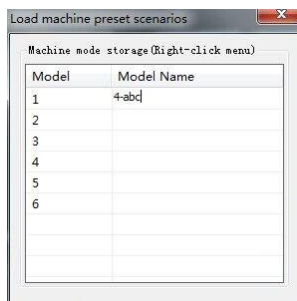 Load machine preset scenarios
Machine mode storage(Right-click menu)
Model Model Name
1 4-abc
2
3
4
5
6